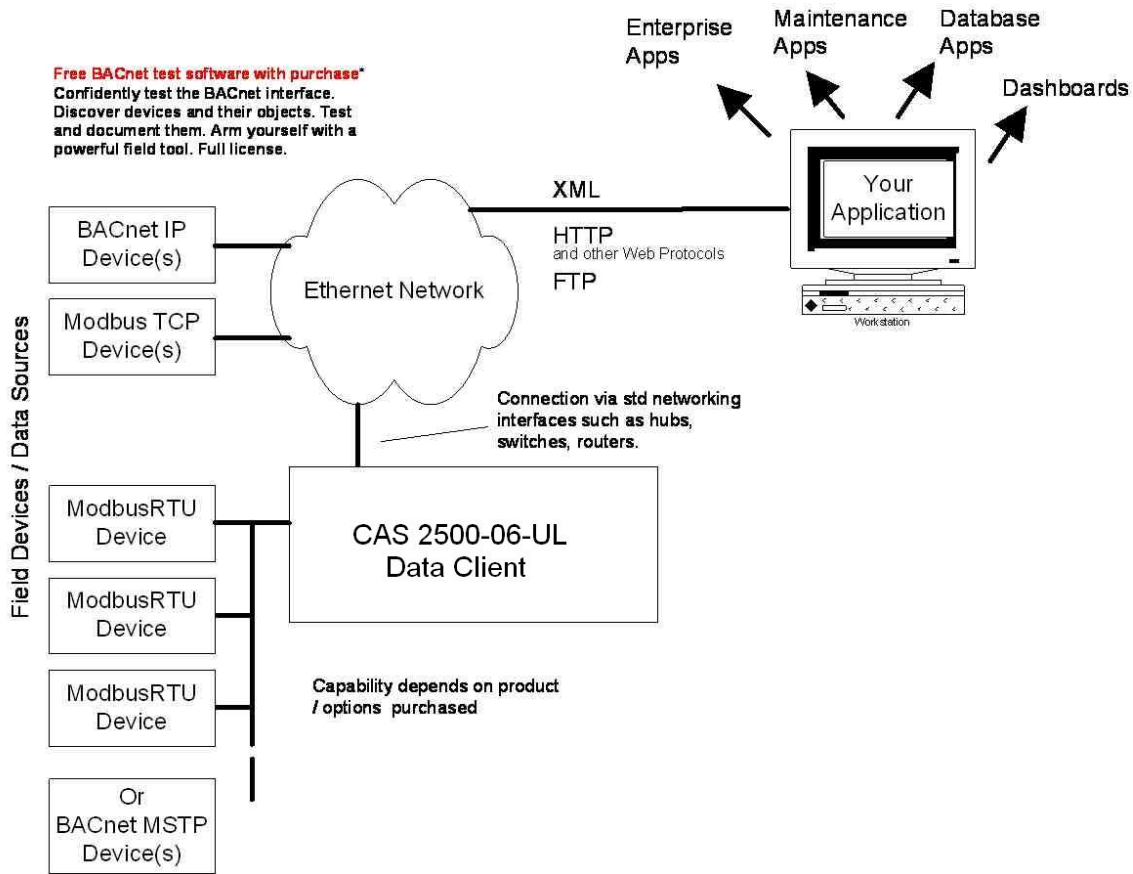 Enterprise
Apps
Maintenance
Apps
Database
Apps
Dashboards
Free BACnet test software with purchase*
Confidently test the BACnet interface.
Discover devices and their objects. Test
and document them. Arm yourself with a
powerful field tool. Full license.
BACnet IP
Device(s)
Modbus TCP
Device(s)
Ethernet Network
XML
HTTP
and other Web Protocols
FTP
Your
Application
Workstation
Connection via std networking
interfaces such as hubs,
switches, routers.
Field Devices / Data Sources
ModbusRTU
Device
ModbusRTU
Device
ModbusRTU
Device
Or
BACnet MSTP
Device(s)
CAS 2500-06-UL
Data Client
Capability depends on product
/ options purchased